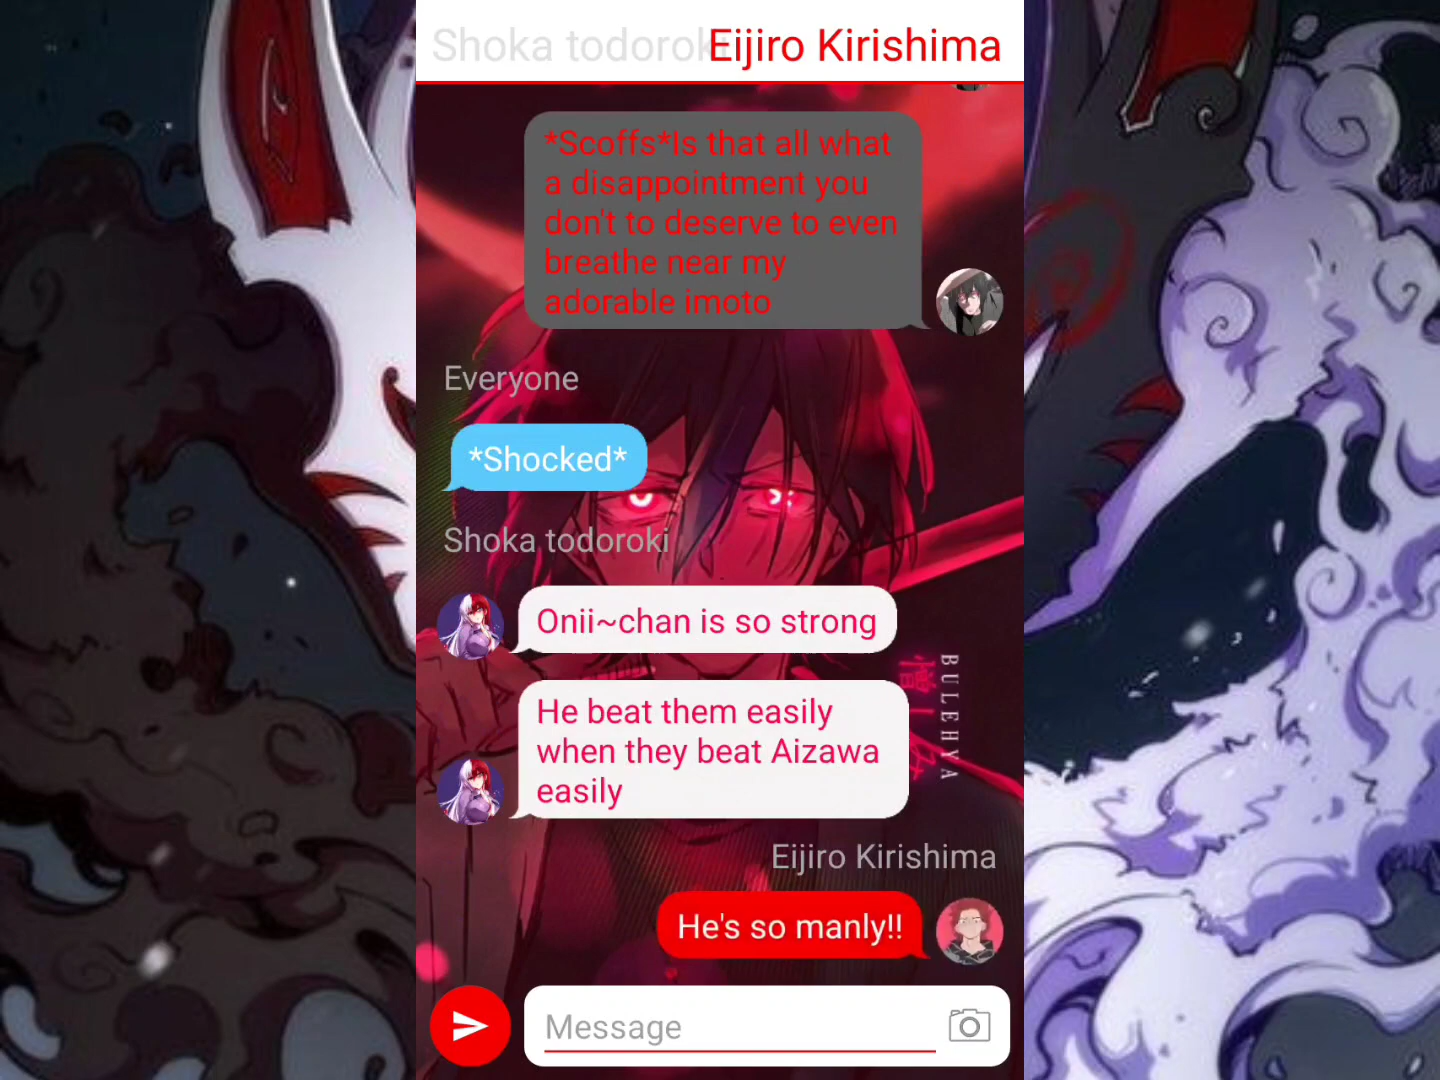 Shoka todorok
Eijiro Kirishima
*Scoffs*Is that all what
a disappointment you
don't to deserve to even
breathe near my
adorable imoto
Everyone
*Shocked*
Shoka todoroki
Onii~chan is so strong
BULEHYA
He beat them easily
when they beat Aizawa
easily
Eijiro Kirishima
He's so manly!!
Message